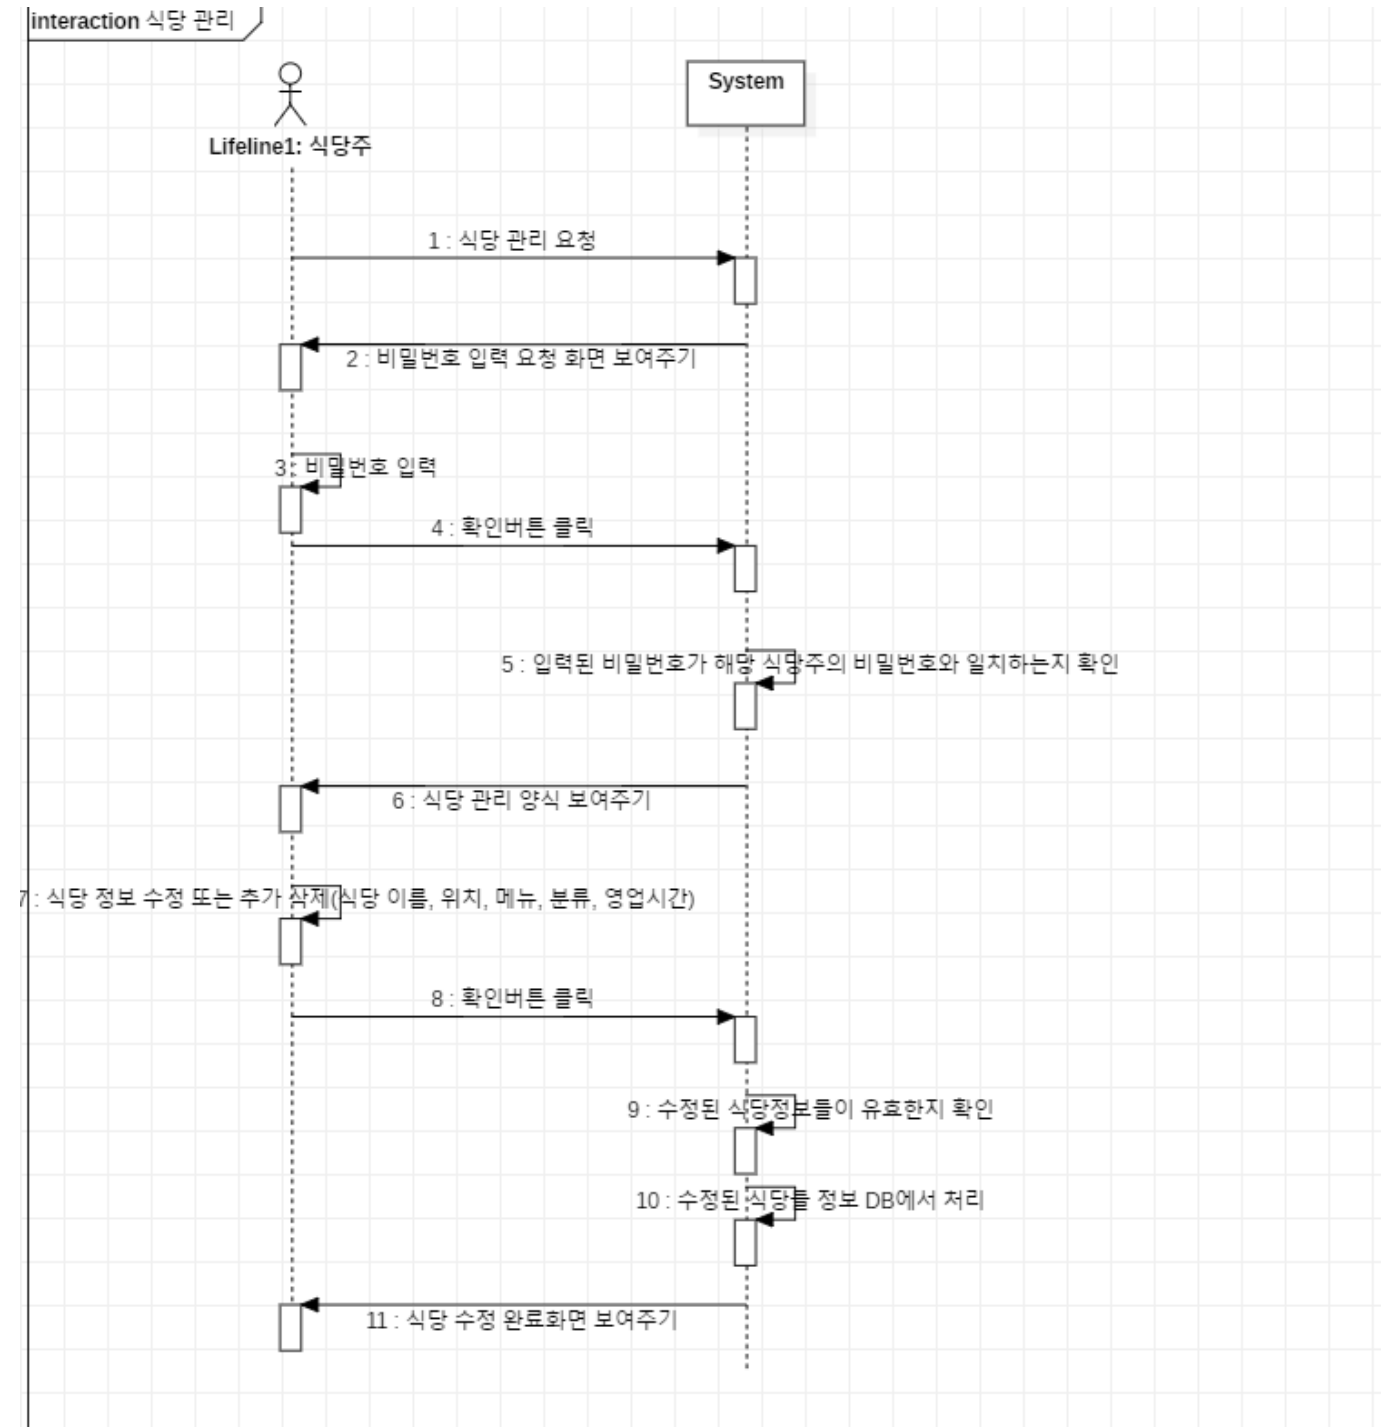 interaction 식당 관리
System
Lifeline1: 식당주
1 : 식당 관리 요청
2 : 비밀번호 입력 요청 화면 보여주기
3 : 비밀번호 입력
4 : 확인버튼 클릭
5 : 입력된 비밀번호가 해당 식당주의 비밀번호와 일치하는지 확인
6 : 식당 관리 양식 보여주기
7 : 식당 정보 수정 또는 추가 삭제(식당 이름, 위치, 메뉴, 분류, 영업시간)
8 : 확인버튼 클릭
9 : 수정된 식당정보들이 유효한지 확인
10 : 수정된 식당들 정보 DB에서 처리
11 : 식당 수정 완료화면 보여주기